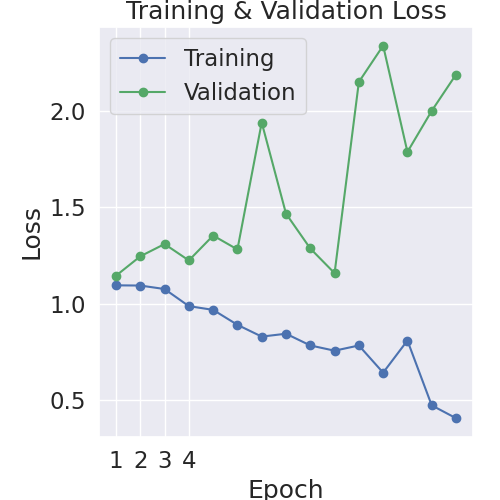 Training & Validation Loss
Training
Validation
2.0
1.5
1.0
0.5
Loss
1 2 3 4
Epoch